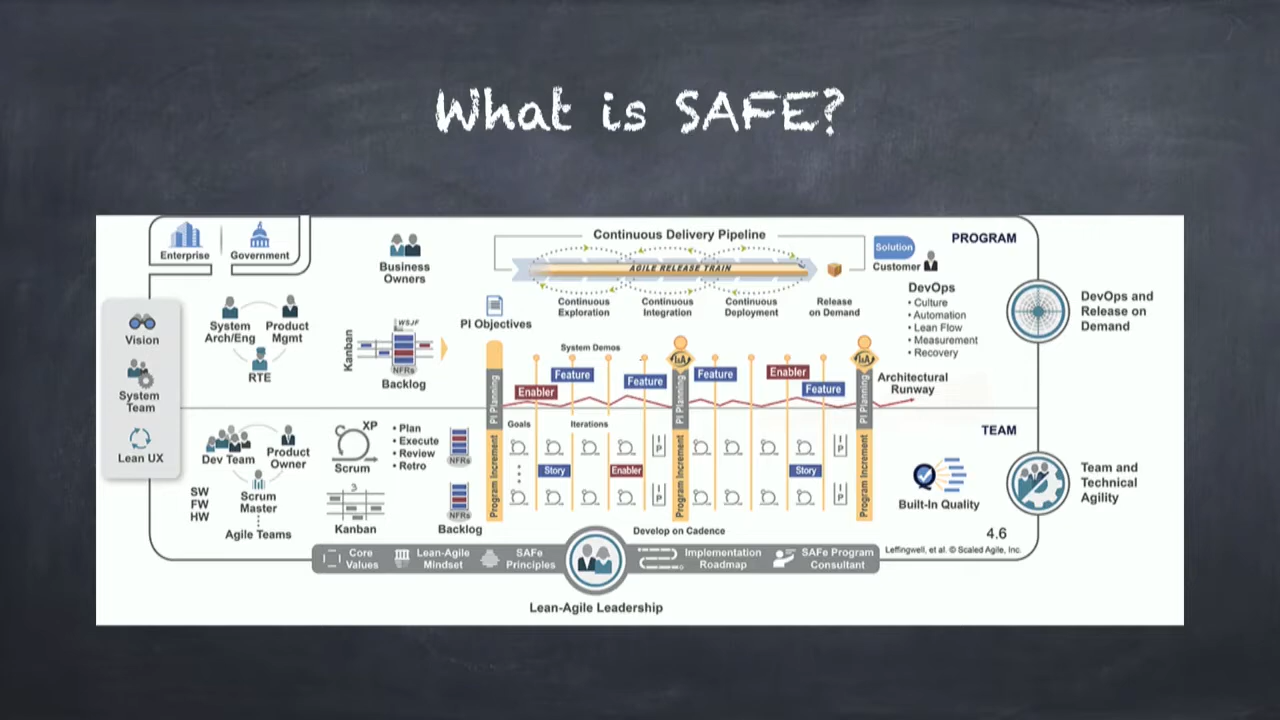 What is SAFE?
Enterprise
Government
Business
Owners
Continuous Delivery Pipeline
AGILE RELEASE TRAIN
Continuous
Exploration
Continuous
Integration
Continuous
Deployment
Release
on Demand
Solution
Customer
PROGRAM
DevOps
• Culture
• Automation
• Lean Flow
• Measurement
• Recovery
DevOps and
Release on
Demand
Vision
System
Team
Lean UX
System
Arch/Eng
Product
Mgmt
RTE
Kanban
WSJF
NFRs
Backlog
PI Objectives
System Demos
Enabler
Feature
Feature
Feature
Enabler
Feature
I&A
I&A
PI Planning
PI Planning
PI Planning
Architectural
Runway
TEAM
Dev Team
Product
Owner
Scrum
Master
Agile Teams
SW
FW
HW
XP
Scrum
• Plan
• Execute
• Review
• Retro
3
Kanban
NFRs
NFRs
Backlog
Goals
Iterations
Story
Enabler
Story
I
P
I
P
I
P
I
P
Program Increment
Program Increment
Program Increment
Develop on Cadence
Built-In Quality
Team and
Technical
Agility
4.6
Leffingwell, et al. © Scaled Agile, Inc.
Core
Values
Lean-Agile
Mindset
SAFe
Principles
Implementation
Roadmap
SAFe Program
Consultant
Lean-Agile Leadership